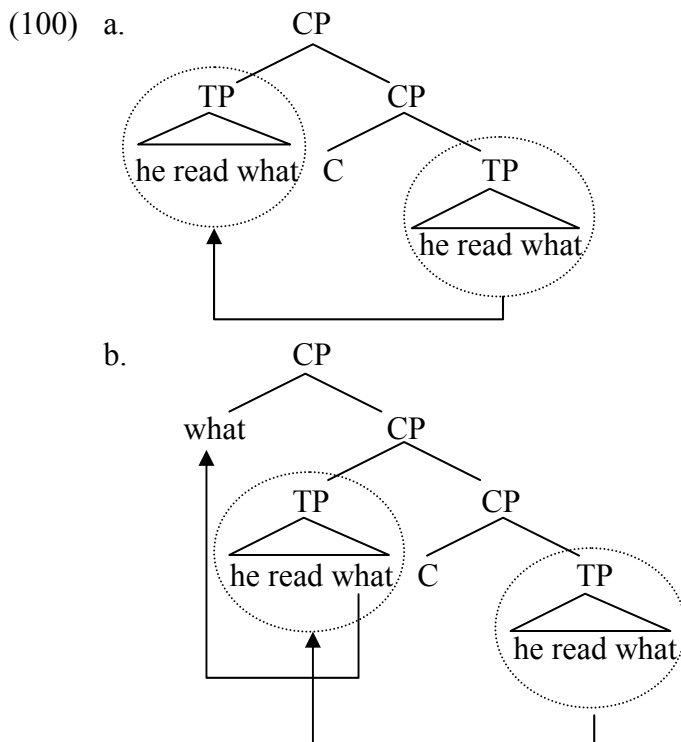 (100) a. CP
TP CP
he read what C TP
he read what
b. CP
what CP
TP CP
he read what C TP
he read what